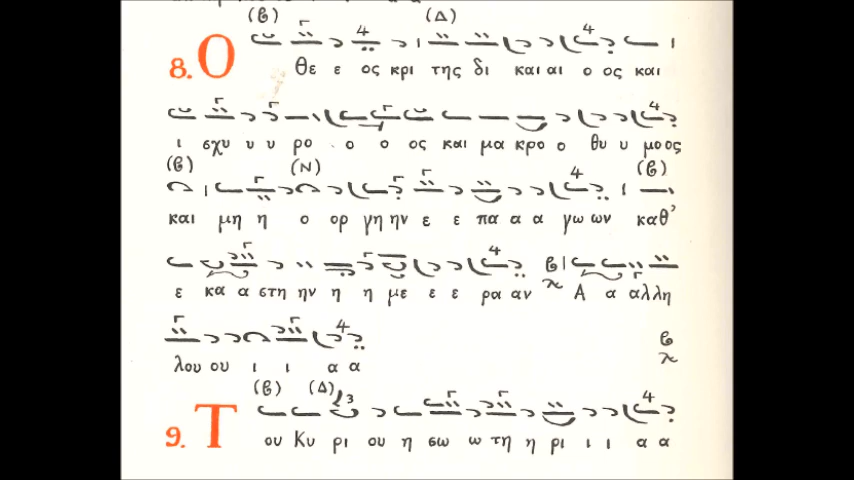 8. Ο θε ε ος κρι της δι και αι ο ος και
ι σχυ υ υ ρο ο ο ος και μα κρο ο θυ υ μο ος
και μη η ο ορ γη ην ε ε πα α α γω ων καθ'
ε κα α στη ην η η με ε ε ρα αν Α α αλλη
λου ου ι ι α α
9. Τ ου Κυ ρι ου η σω ω τη η ρι ι ι α α